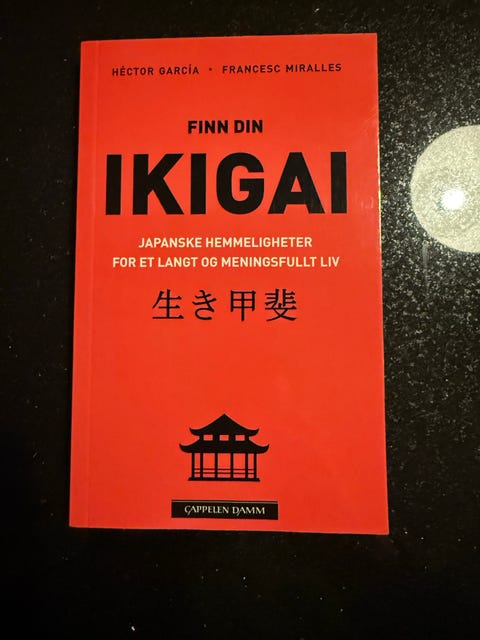 HÉCTOR GARCÍA • FRANCESC MIRALLES
FINN DIN
IKIGAI
JAPANSKE HEMMELIGHETER
FOR ET LANGT OG MENINGSFULLT LIV
生き甲斐
CAPPELEN DAMM